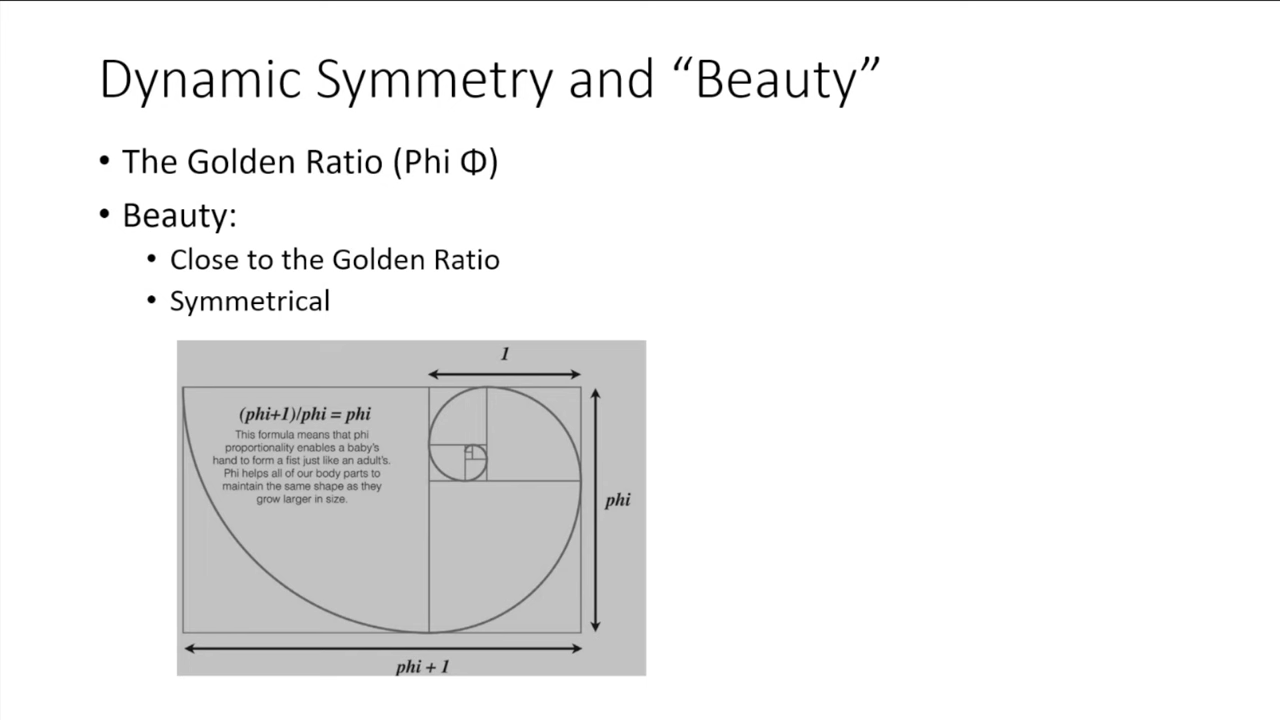 Dynamic Symmetry and “Beauty”
• The Golden Ratio (Phi Φ)
• Beauty:
• Close to the Golden Ratio
• Symmetrical
1
(phi+1)/phi = phi
This formula means that phi
proportionality enables a baby's
hand to form a fist just like an adult's.
Phi helps all of our body parts to
maintain the same shape as they
grow larger in size.
phi
phi + 1